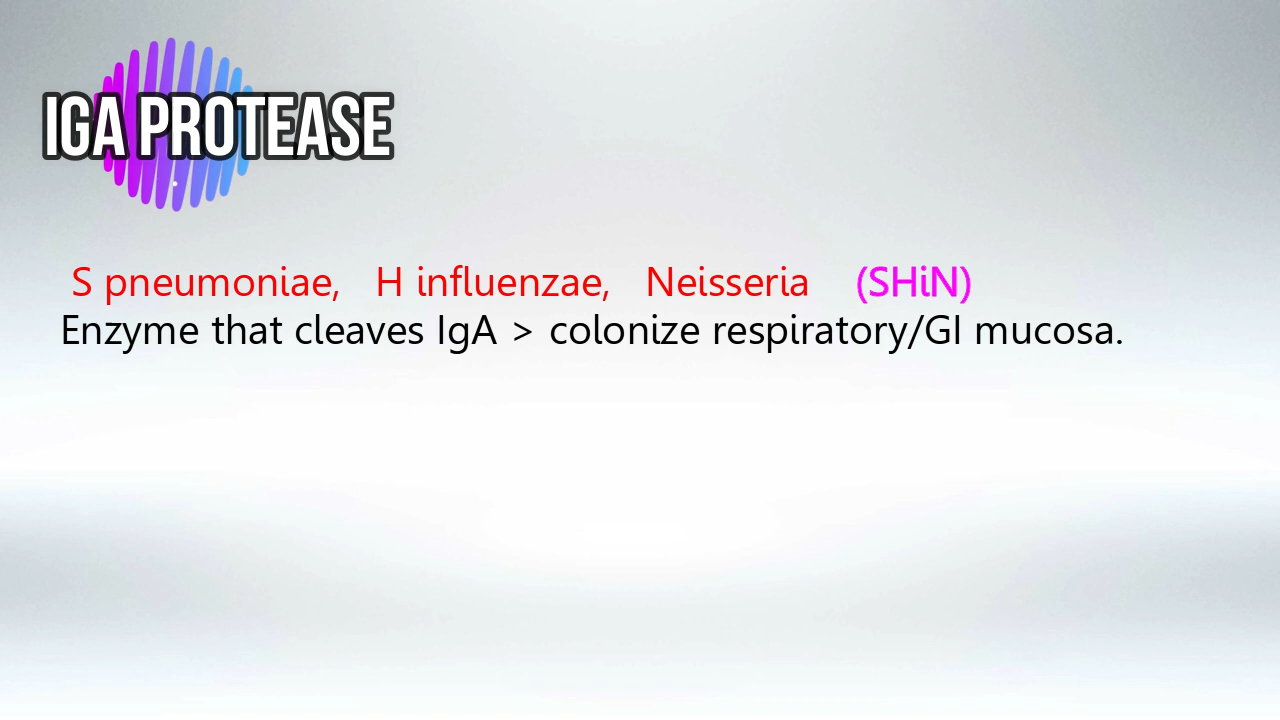 IGA PROTEASE
S pneumoniae, H influenzae, Neisseria (SHiN)
Enzyme that cleaves IgA > colonize respiratory/GI mucosa.